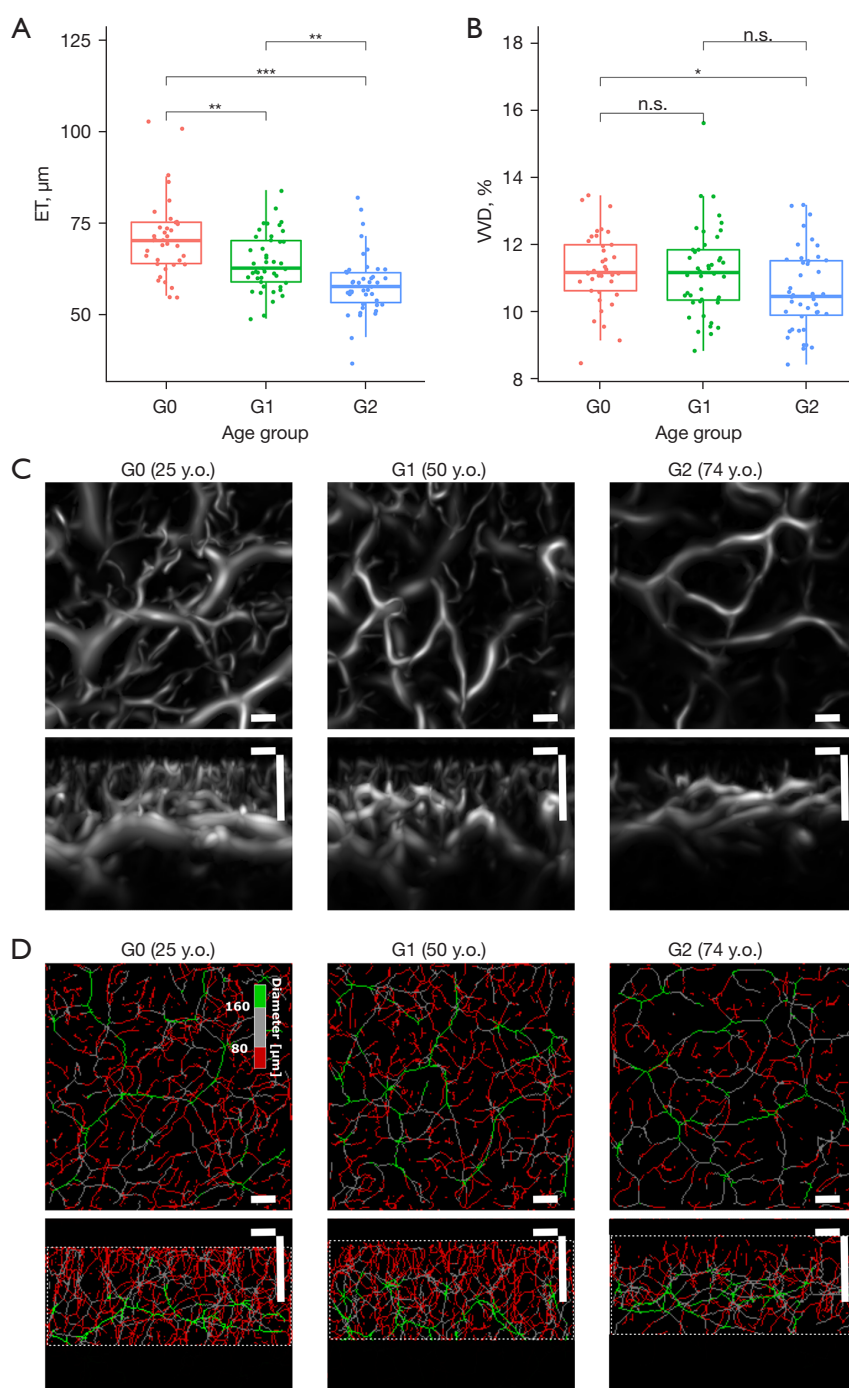 A
125
100
75
50
ET, μm
**
***
**
G0 G1 G2
Age group
B
18
16
14
12
10
8
VVD, %
n.s.
*
n.s.
G0 G1 G2
Age group
C
G0 (25 y.o.) G1 (50 y.o.) G2 (74 y.o.)
D
G0 (25 y.o.) G1 (50 y.o.) G2 (74 y.o.)
160
80
Diameter [μm]